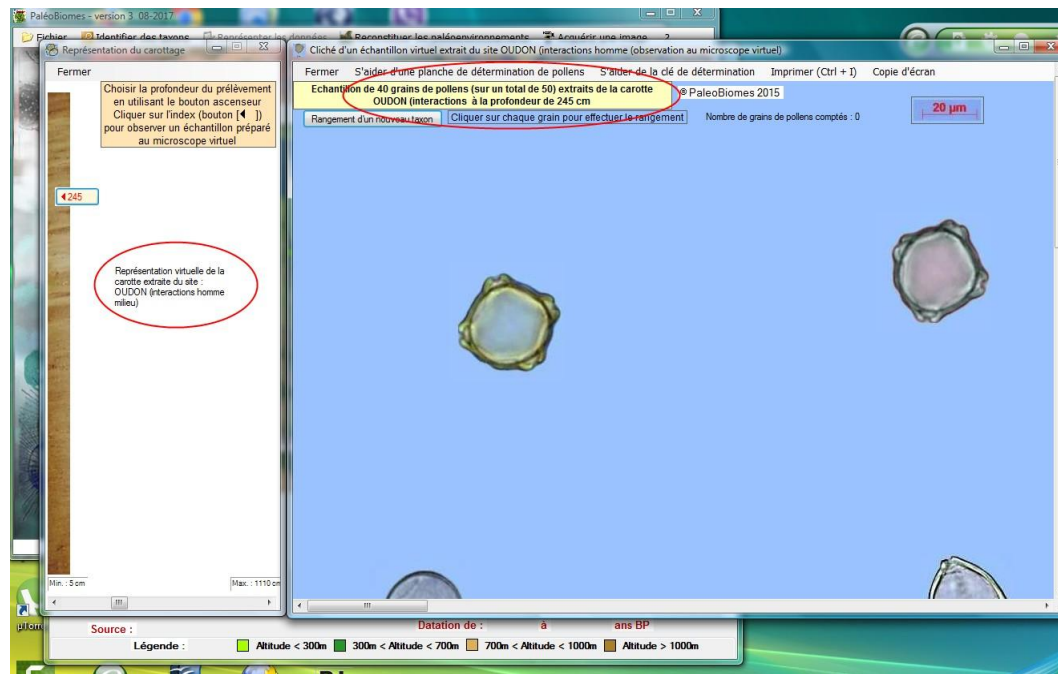 PaléoBiomes - version 3 08-2017
Fichier Identifier des taxons Représenter les données Reconstituer les paléoenvironnements Acquérir une image ?
Représentation du carottage
Fermer
Choisir la profondeur du prélèvement
en utilisant le bouton ascenseur
Cliquer sur l'index (bouton [◄ ])
pour observer un échantillon préparé
au microscope virtuel
◄245
Représentation virtuelle de la
carotte extraite du site :
OUDON (interactions homme
milieu)
Min. : 5 cm
Max. : 1110 cm
Cliché d'un échantillon virtuel extrait du site OUDON (interactions homme (observation au microscope virtuel)
Fermer S'aider d'une planche de détermination de pollens S'aider de la clé de détermination Imprimer (Ctrl + I) Copie d'écran
Echantillon de 40 grains de pollens (sur un total de 50) extraits de la carotte
OUDON (interactions à la profondeur de 245 cm
® PaleoBiomes 2015
20 µm
Rangement d'un nouveau taxon Cliquer sur chaque grain pour effectuer le rangement Nombre de grains de pollens comptés : 0
Source : Datation de : à ans BP
Légende : Altitude < 300m 300m < Altitude < 700m 700m < Altitude < 1000m Altitude > 1000m